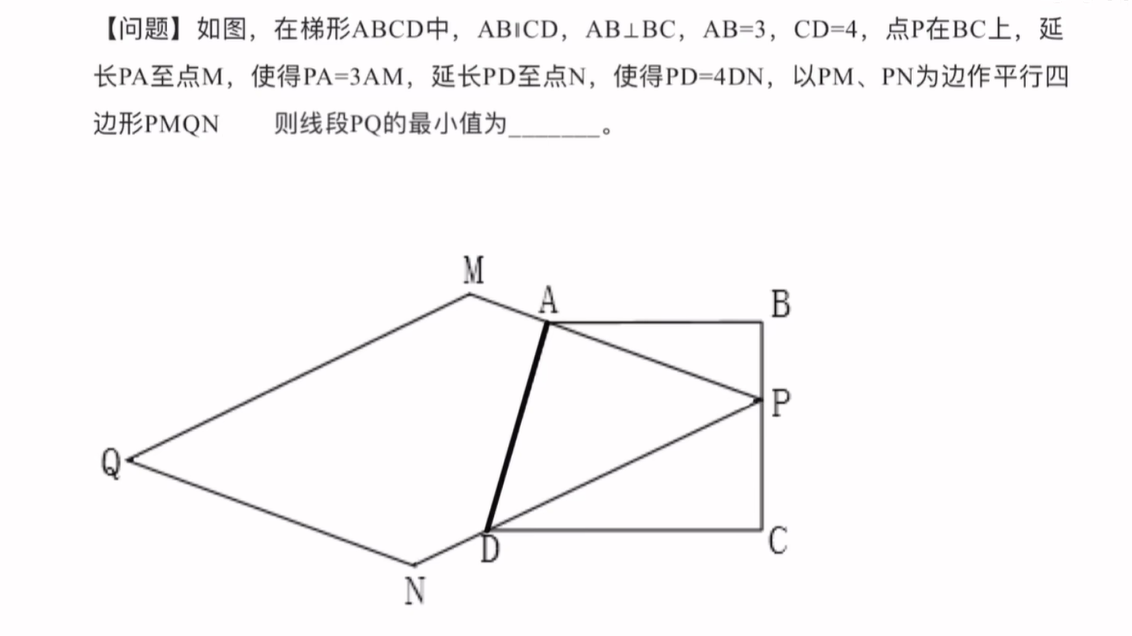 【问题】如图，在梯形ABCD中，AB∥CD，AB⊥BC，AB=3，CD=4，点P在BC上，延
长PA至点M，使得PA=3AM，延长PD至点N，使得PD=4DN，以PM、PN为边作平行四
边形PMQN 则线段PQ的最小值为_______。
M
A
B
P
Q
D
C
N